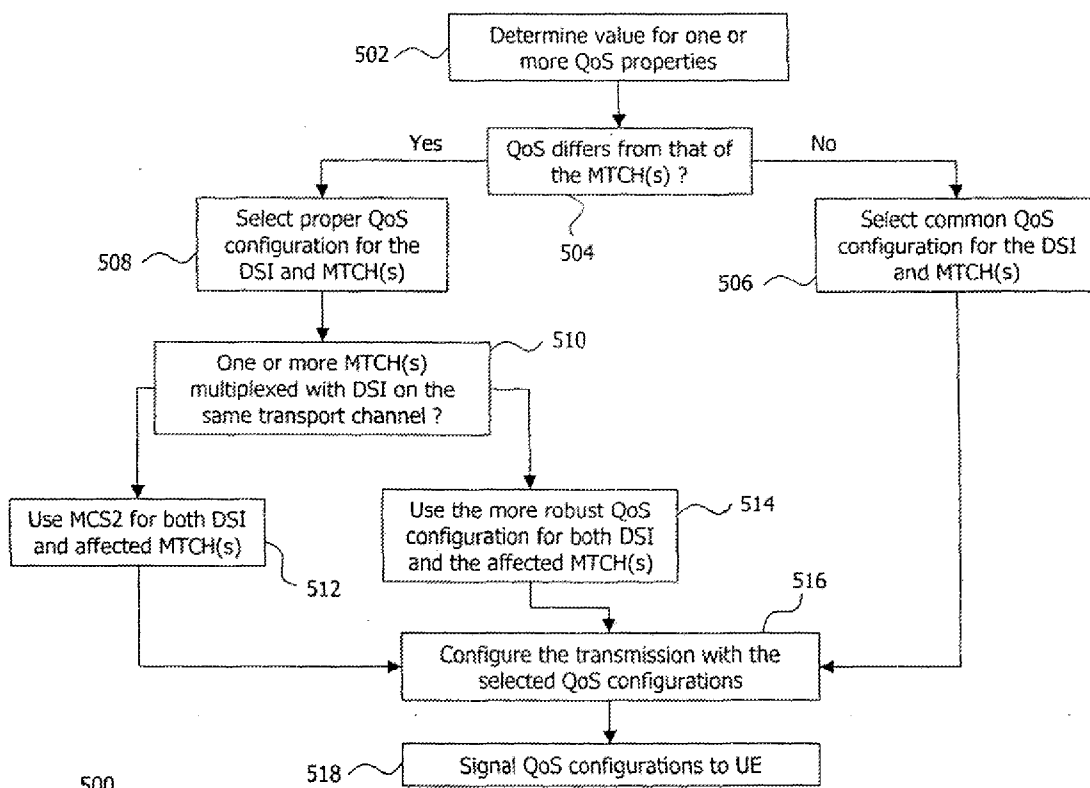 Determine value for one or
more QoS properties
502
Yes
QoS differs from that of
the MTCH(s) ?
No
504
Select proper QoS
configuration for the
DSI and MTCH(s)
508
Select common QoS
configuration for the DSI
and MTCH(s)
506
One or more MTCH(s)
multiplexed with DSI on the
same transport channel ?
510
Use MCS2 for both DSI
and affected MTCH(s)
512
Use the more robust QoS
configuration for both DSI
and the affected MTCH(s)
514
516
Configure the transmission with the
selected QoS configurations
518
Signal QoS configurations to UE
500